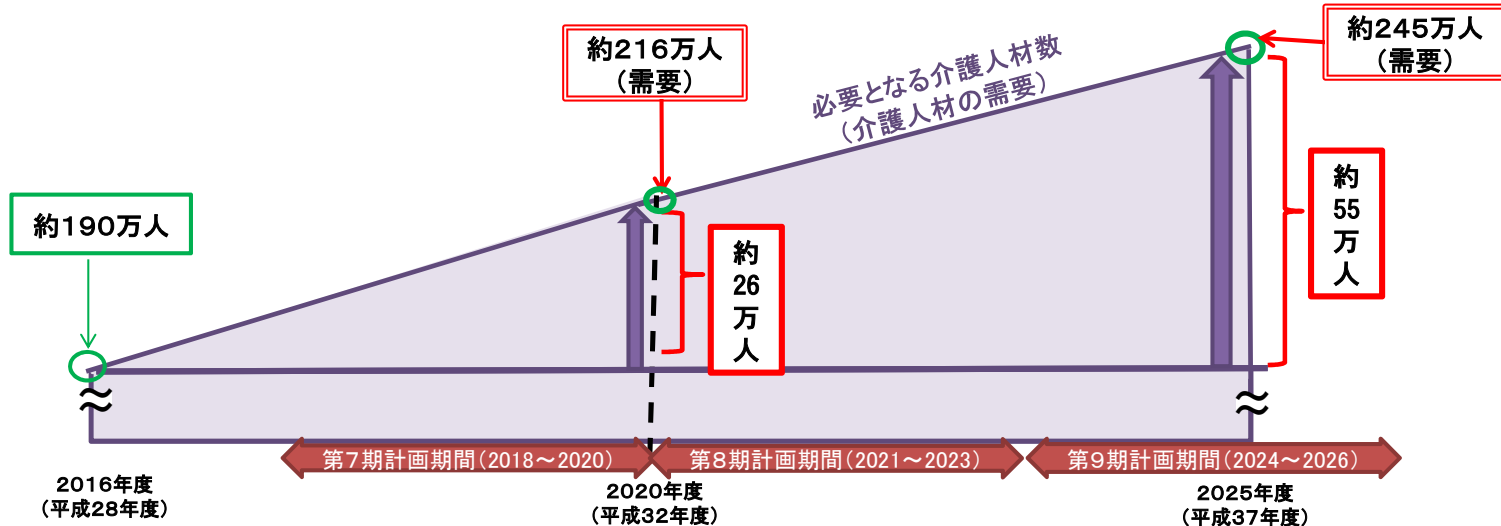 約216万人
(需要)
約245万人
(需要)
必要となる介護人材数
(介護人材の需要)
約190万人
約
26
万
人
約
55
万
人
第7期計画期間(2018~2020)
第8期計画期間(2021~2023)
第9期計画期間(2024~2026)
2016年度
(平成28年度)
2020年度
(平成32年度)
2025年度
(平成37年度)